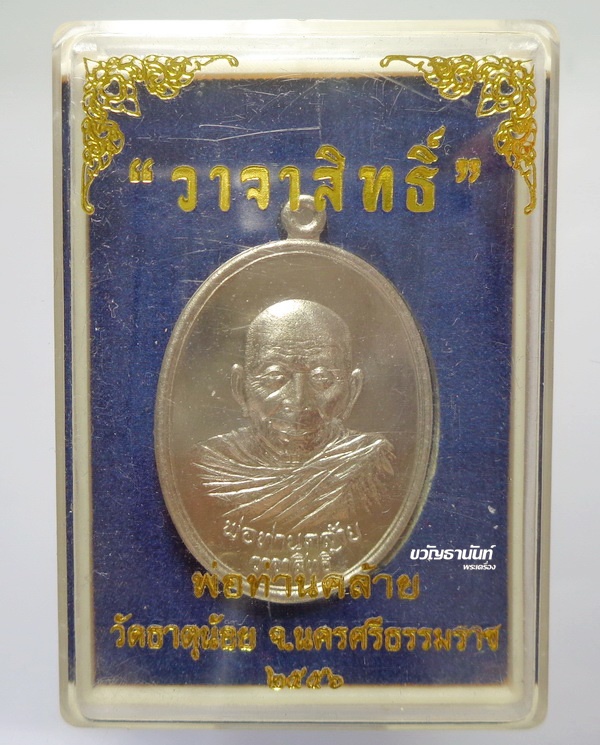 “วาจาสิทธิ์”
พ่อท่านคล้าย
วาจาสิทธิ์
ขวัญธานันท์
พระเครื่อง
พ่อท่านคล้าย
วัดธาตุน้อย จ.นครศรีธรรมราช
๒๕๕๖